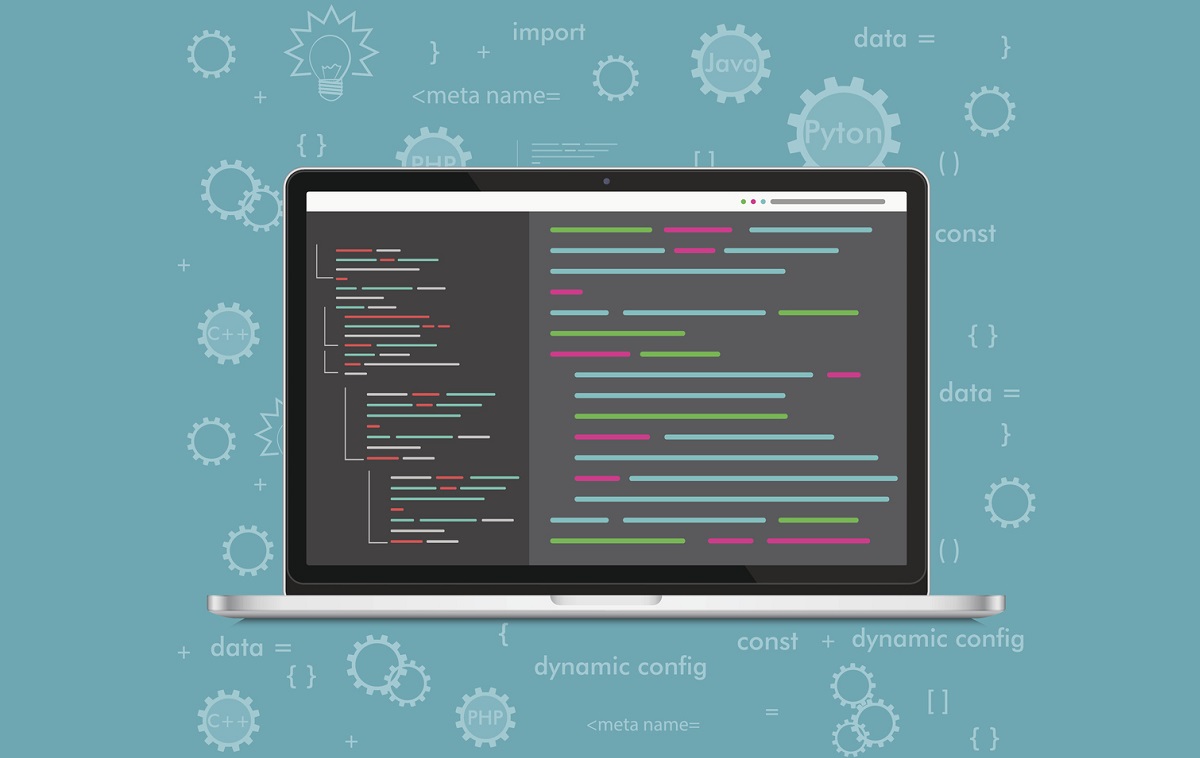 import
data =
}
}
+
Java
<meta name=
+
Pyton
{ }
PHP
[ ]
( )
const
+
C++
{ }
data =
}
+
( )
{
const + dynamic config
+ data =
dynamic config
{ }
[ ]
C++
PHP
<meta name=
=
+
{ }